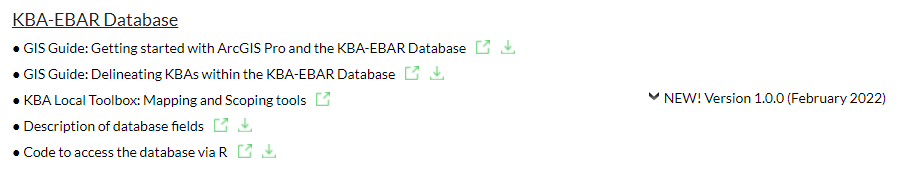 KBA-EBAR Database
● GIS Guide: Getting started with ArcGIS Pro and the KBA-EBAR Database
● GIS Guide: Delineating KBAs within the KBA-EBAR Database
● KBA Local Toolbox: Mapping and Scoping tools NEW! Version 1.0.0 (February 2022)
● Description of database fields
● Code to access the database via R